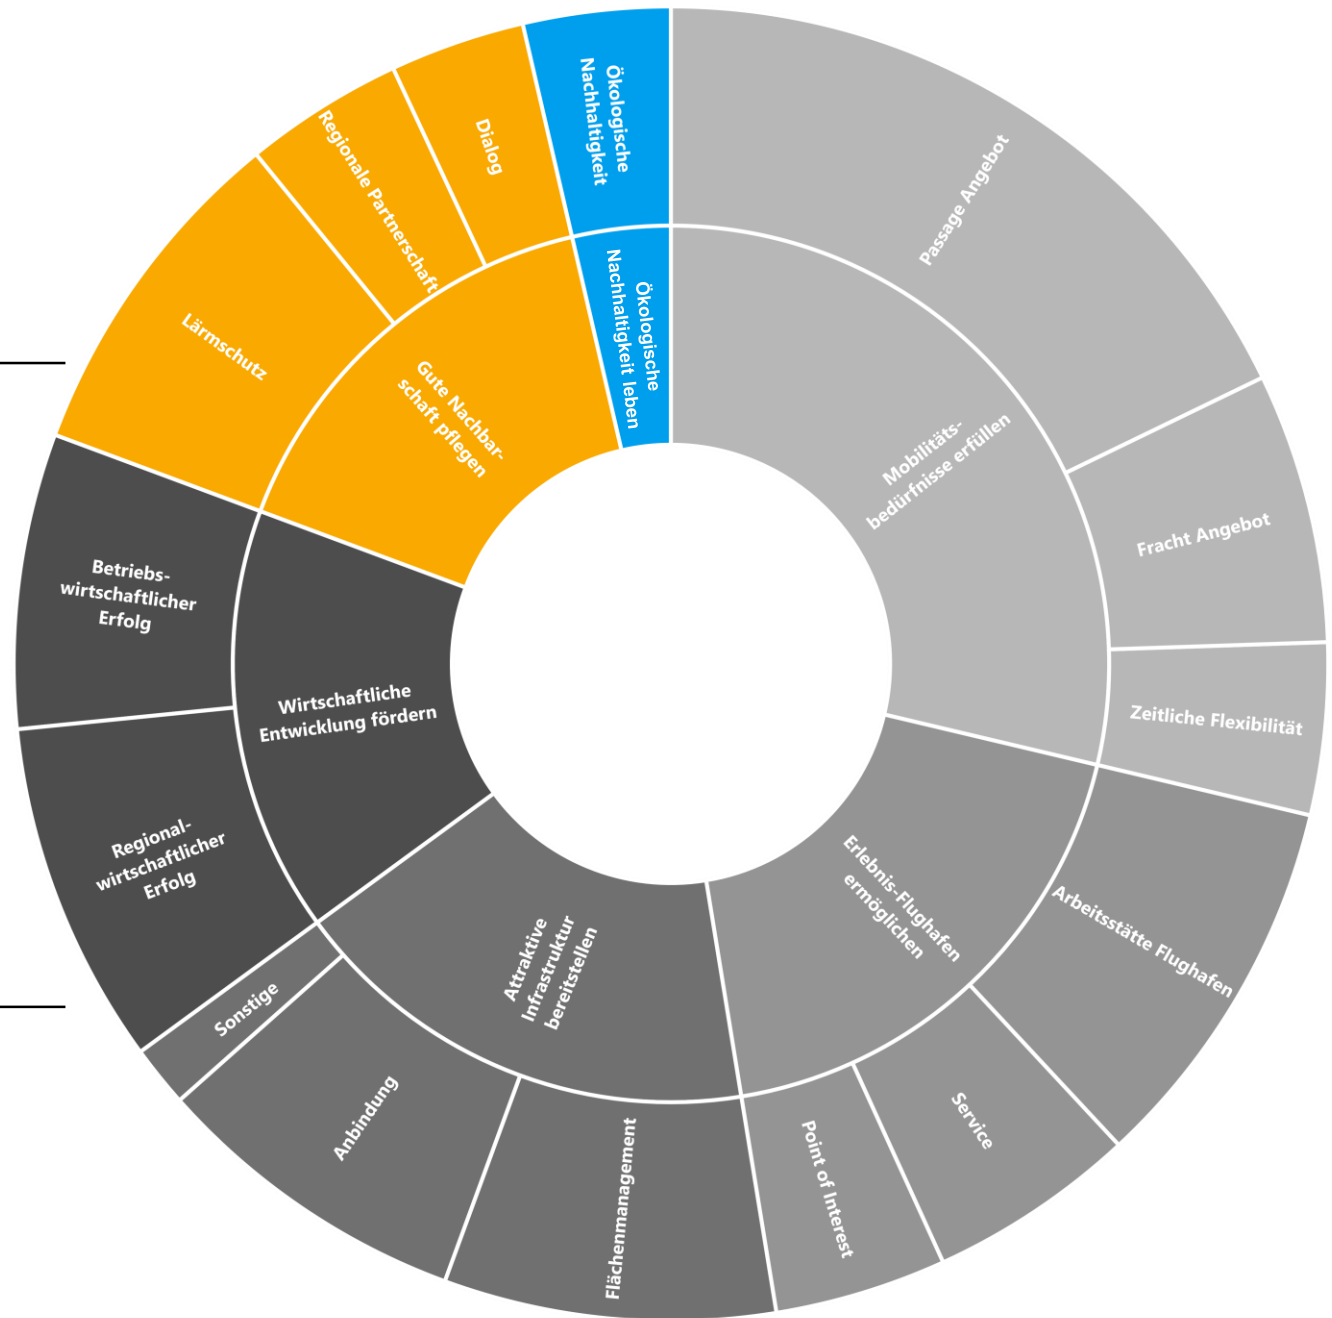 Ökologische
Nachhaltigkeit
Passage Angebot
Fracht Angebot
Zeitliche Flexibilität
Arbeitsstätte Flughafen
Service
Point of Interest
Flächenmanagement
Anbindung
Sonstige
Regional-
wirtschaftlicher
Erfolg
Betriebs-
wirtschaftlicher
Erfolg
Lärmschutz
Regionale Partnerschaft
Dialog
Ökologische
Nachhaltigkeit leben
Mobilitäts-
bedürfnisse erfüllen
Erlebnis-Flughafen
ermöglichen
Attraktive
Infrastruktur
bereitstellen
Wirtschaftliche
Entwicklung fördern
Gute Nachbar-
schaft pflegen